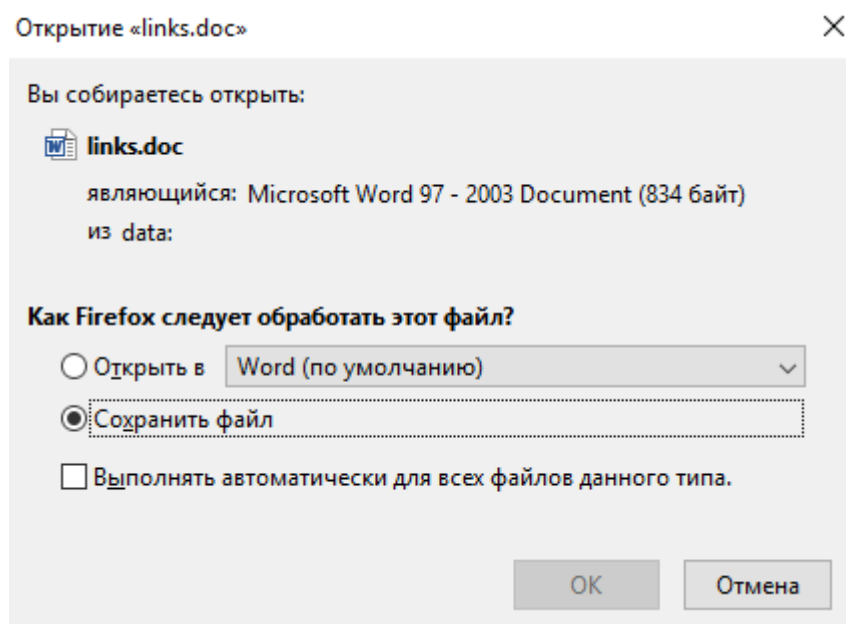 Открытие «links.doc»
Вы собираетесь открыть:
links.doc
являющийся: Microsoft Word 97 - 2003 Document (834 байт)
из data:
Как Firefox следует обработать этот файл?
Открыть в Word (по умолчанию)
Сохранить файл
Выполнять автоматически для всех файлов данного типа.
OK Отмена